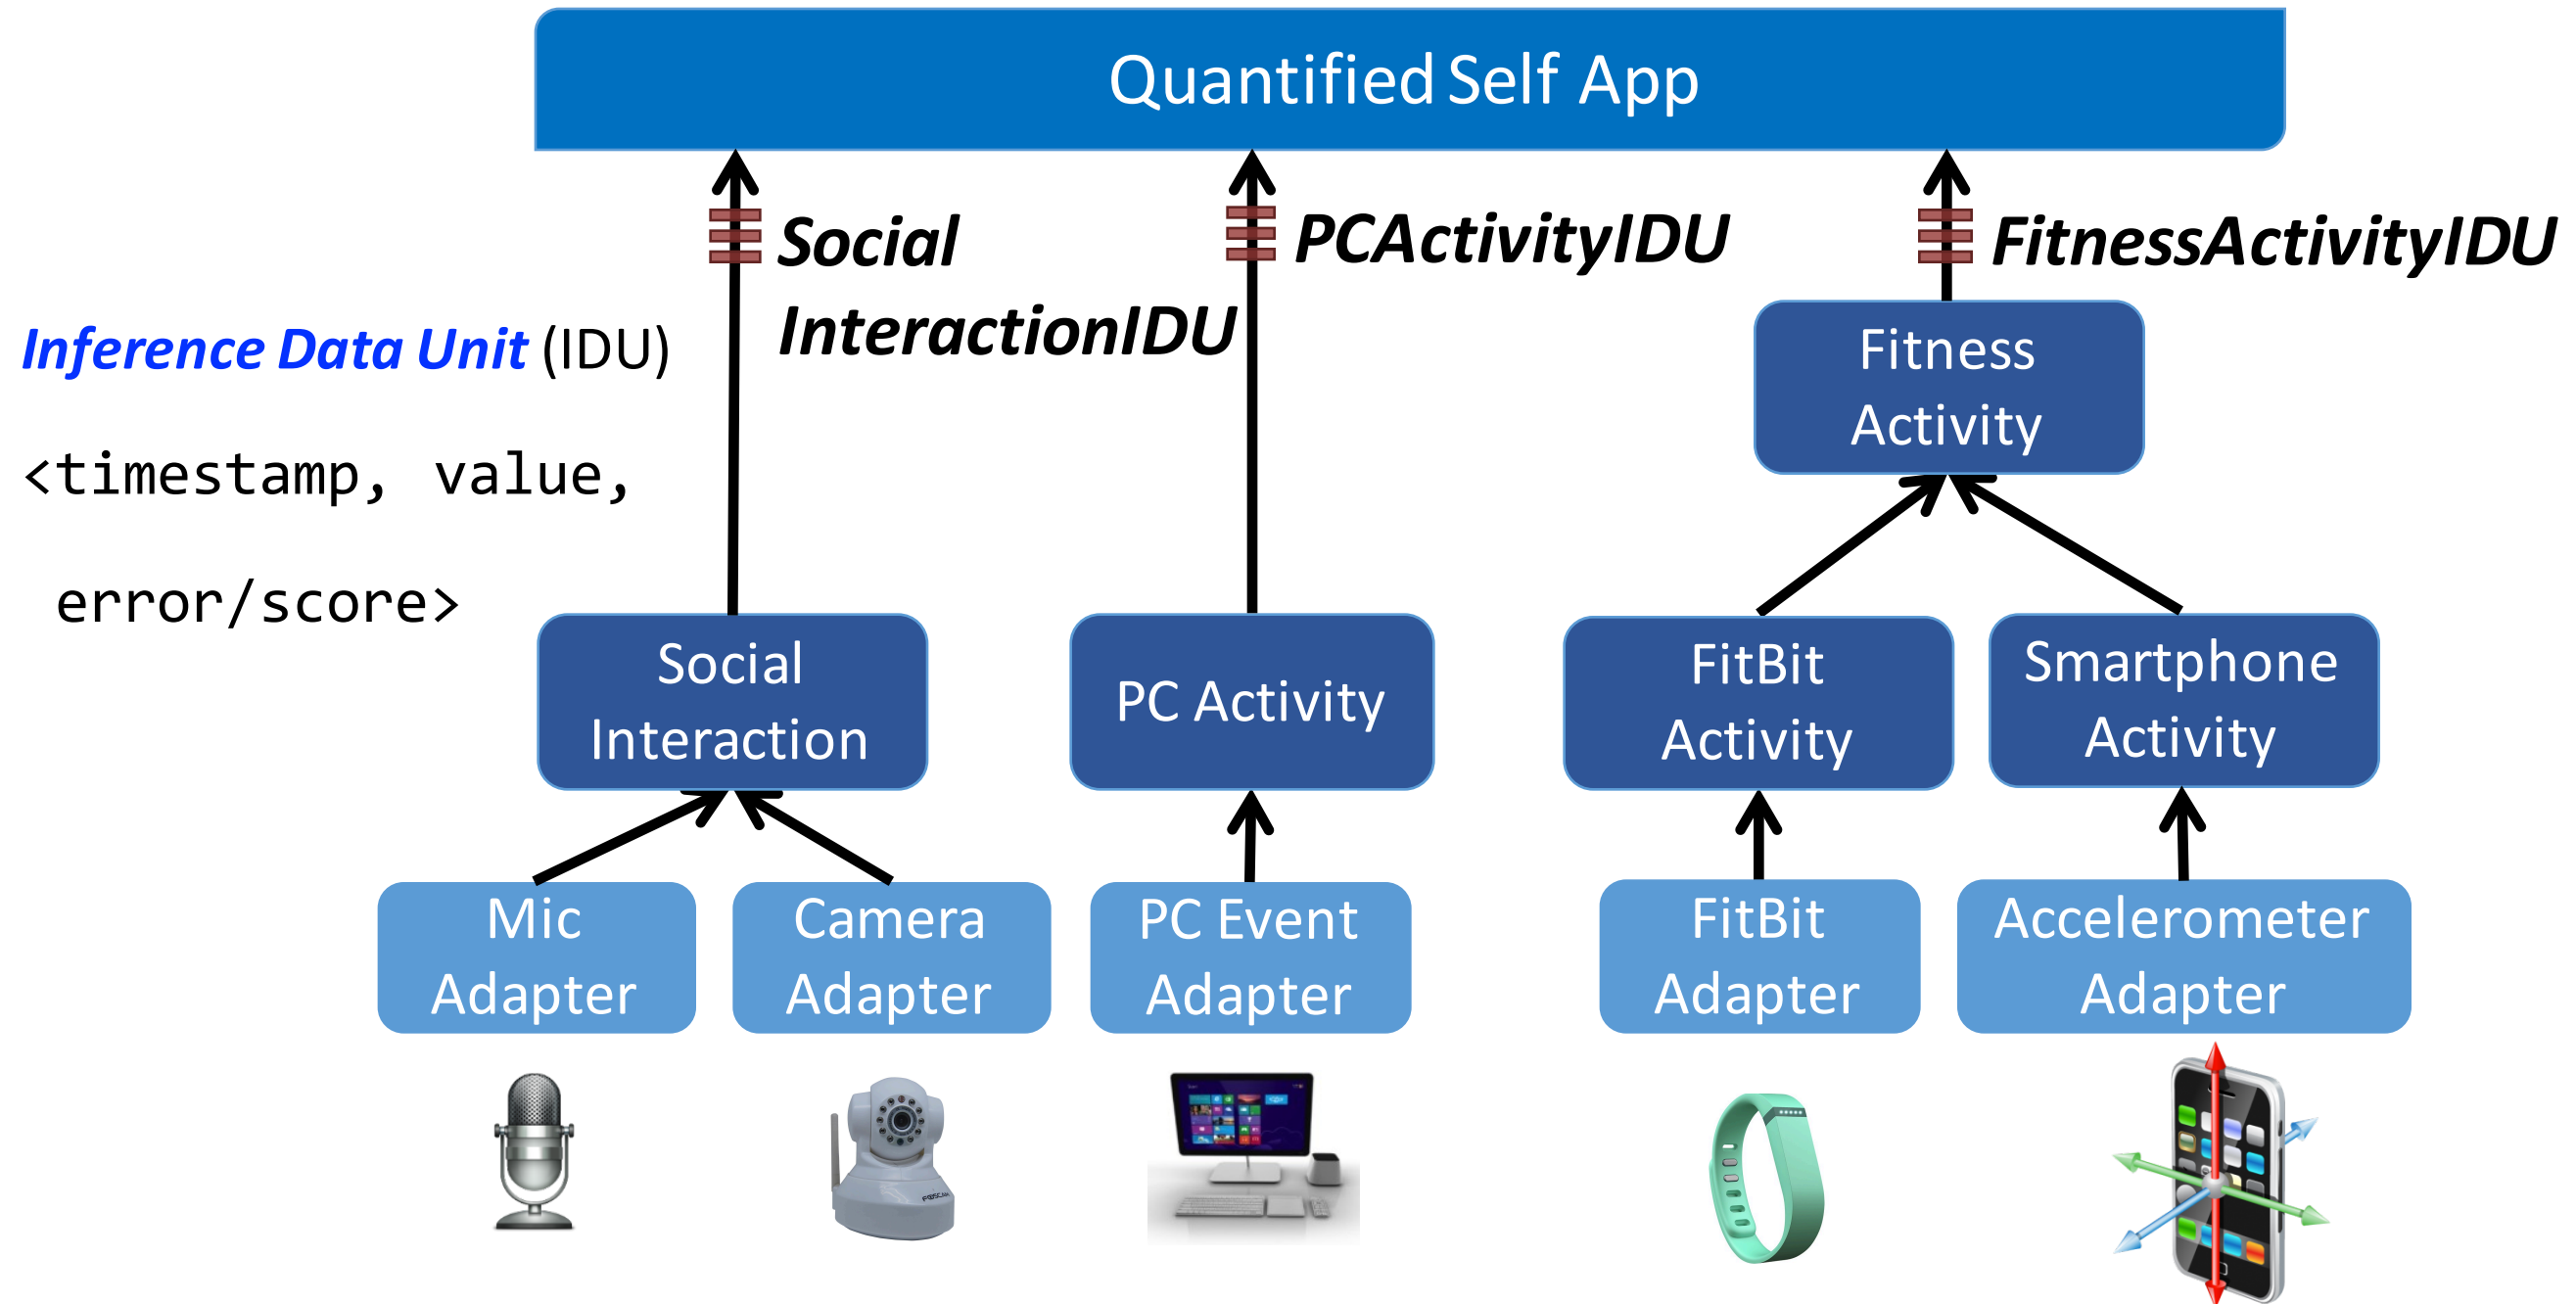 Quantified Self App
Social
InteractionIDU
PCActivityIDU
FitnessActivityIDU
Inference Data Unit (IDU)
<timestamp, value,
error/score>
Fitness
Activity
Social
Interaction
PC Activity
FitBit
Activity
Smartphone
Activity
Mic
Adapter
Camera
Adapter
PC Event
Adapter
FitBit
Adapter
Accelerometer
Adapter
FOSCAM